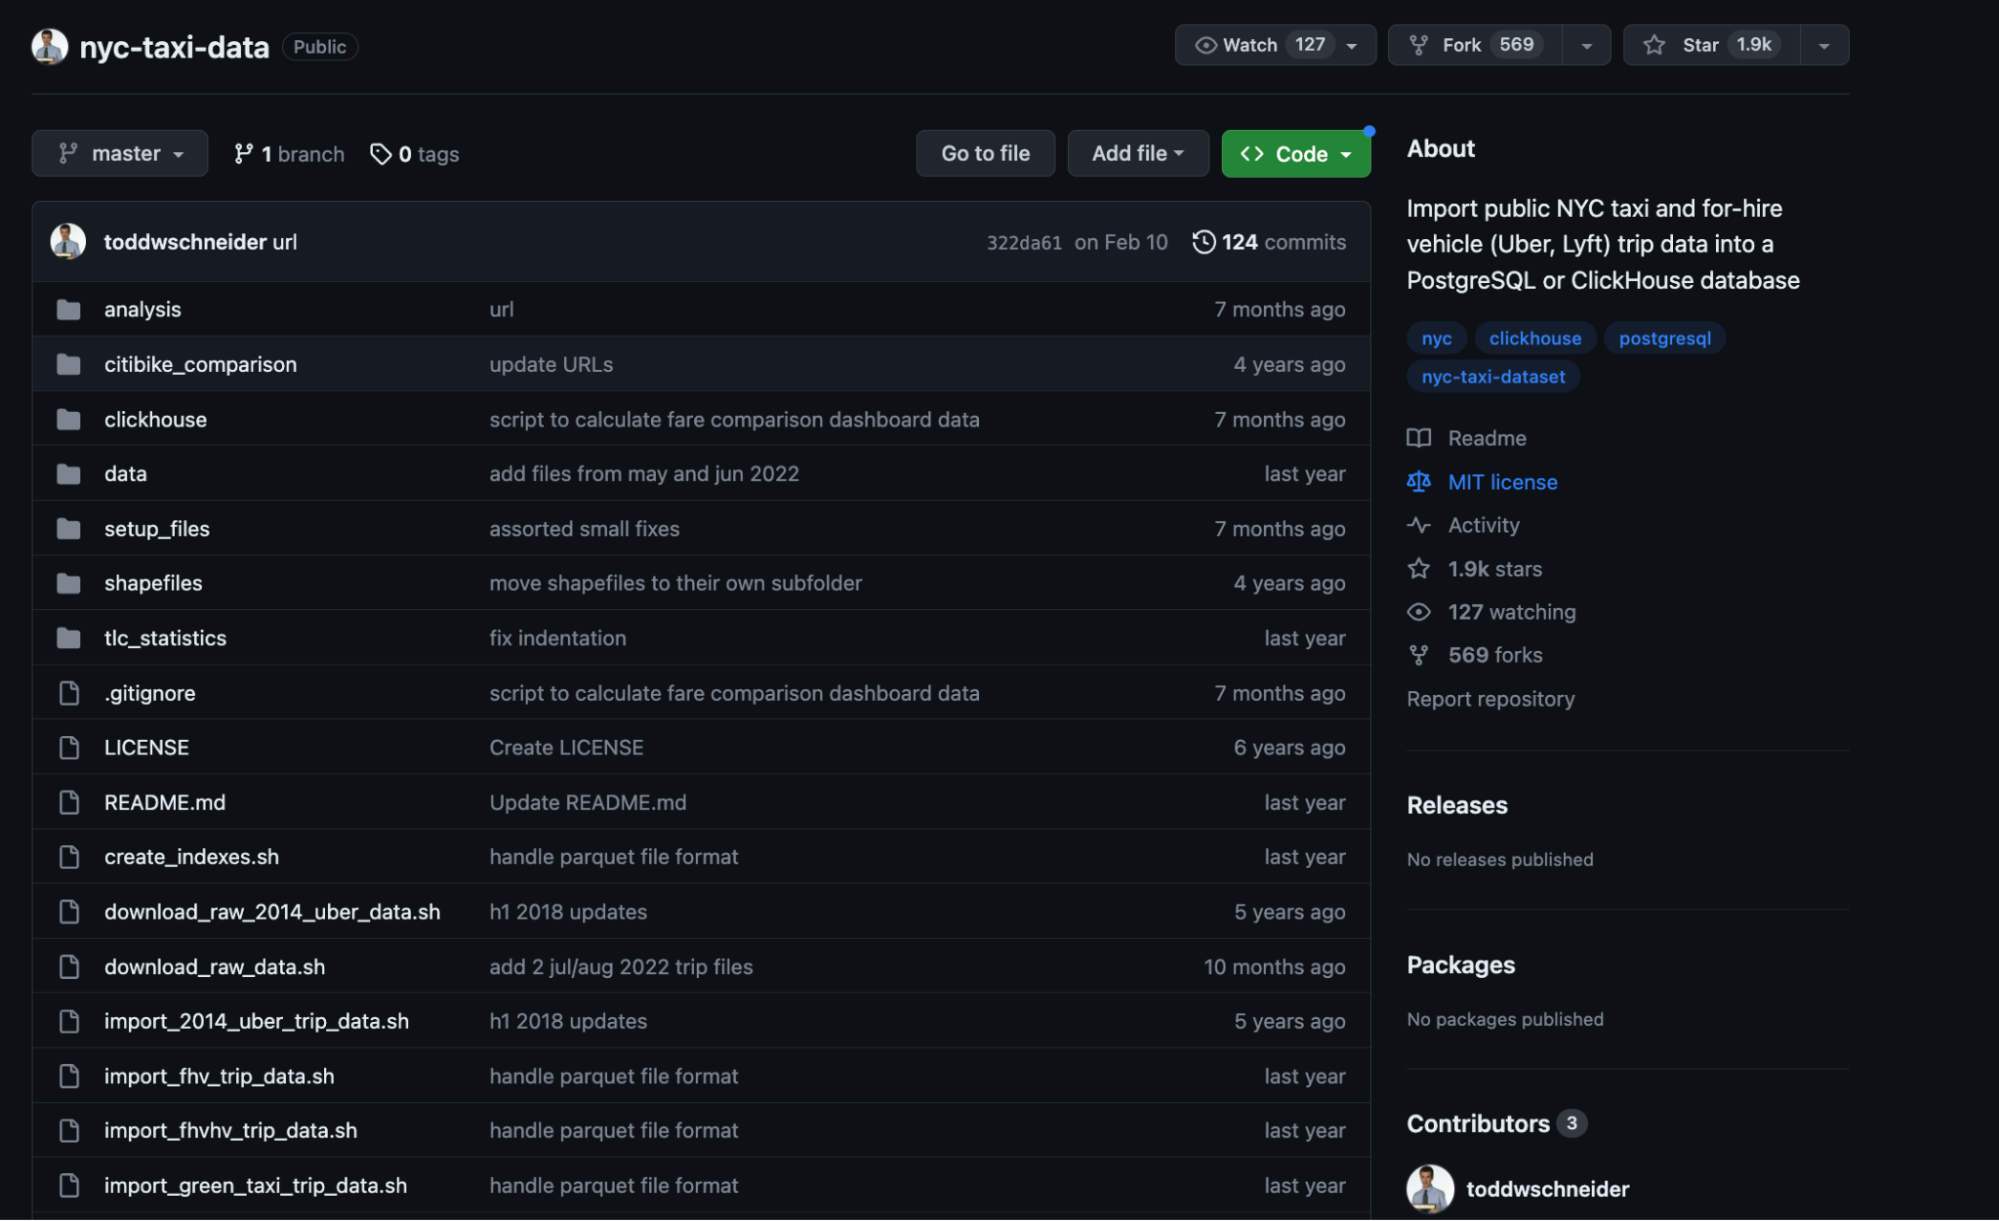 nyc-taxi-data Public Watch 127 Fork 569 Star 1.9k
master 1 branch 0 tags Go to file Add file Code
toddwschneider url 322da61 on Feb 10 124 commits
analysis url 7 months ago
citibike_comparison update URLs 4 years ago
clickhouse script to calculate fare comparison dashboard data 7 months ago
data add files from may and jun 2022 last year
setup_files assorted small fixes 7 months ago
shapefiles move shapefiles to their own subfolder 4 years ago
tlc_statistics fix indentation last year
.gitignore script to calculate fare comparison dashboard data 7 months ago
LICENSE Create LICENSE 6 years ago
README.md Update README.md last year
create_indexes.sh handle parquet file format last year
download_raw_2014_uber_data.sh h1 2018 updates 5 years ago
download_raw_data.sh add 2 jul/aug 2022 trip files 10 months ago
import_2014_uber_trip_data.sh h1 2018 updates 5 years ago
import_fhv_trip_data.sh handle parquet file format last year
import_fhvhv_trip_data.sh handle parquet file format last year
import_green_taxi_trip_data.sh handle parquet file format last year
About
Import public NYC taxi and for-hire
vehicle (Uber, Lyft) trip data into a
PostgreSQL or ClickHouse database
nyc clickhouse postgresql
nyc-taxi-dataset
Readme
MIT license
Activity
1.9k stars
127 watching
569 forks
Report repository
Releases
No releases published
Packages
No packages published
Contributors 3
toddwschneider